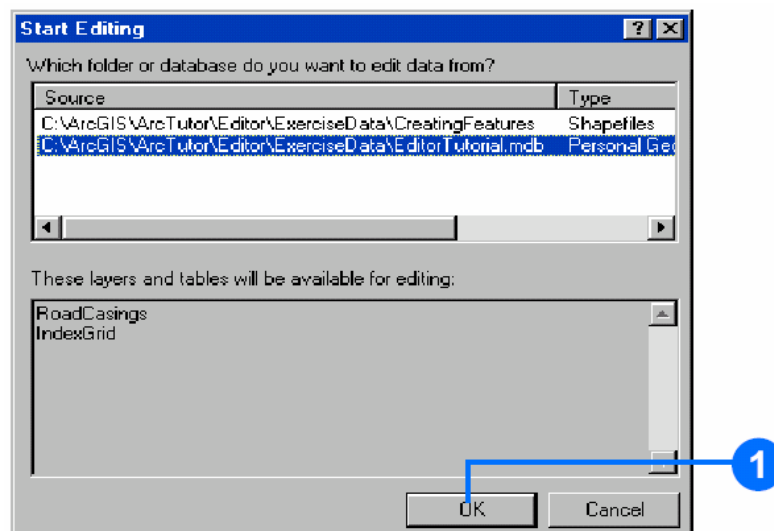 Start Editing
Which folder or database do you want to edit data from?
Source Type
C:\ArcGIS\ArcTutor\Editor\ExerciseData\CreatingFeatures Shapefiles
C:\ArcGIS\ArcTutor\Editor\ExerciseData\EditorTutorial.mdb Personal Geo
These layers and tables will be available for editing:
RoadCasings
IndexGrid
1
OK Cancel